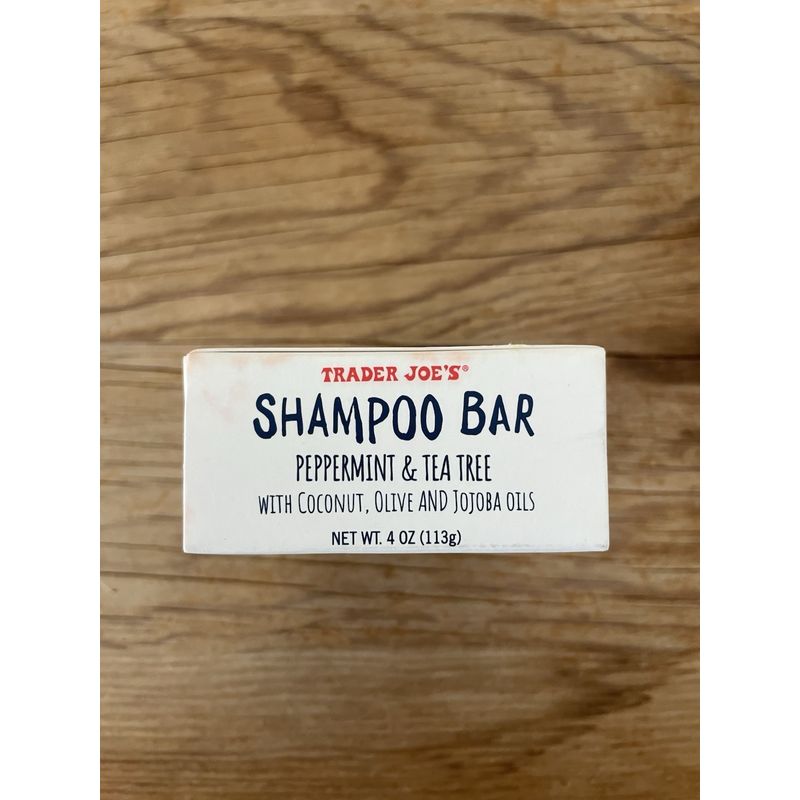 TRADER JOE'S®
SHAMPOO BAR
PEPPERMINT & TEA TREE
WITH COCONUT, OLIVE AND JOJOBA OILS
NET WT. 4 OZ (113g)